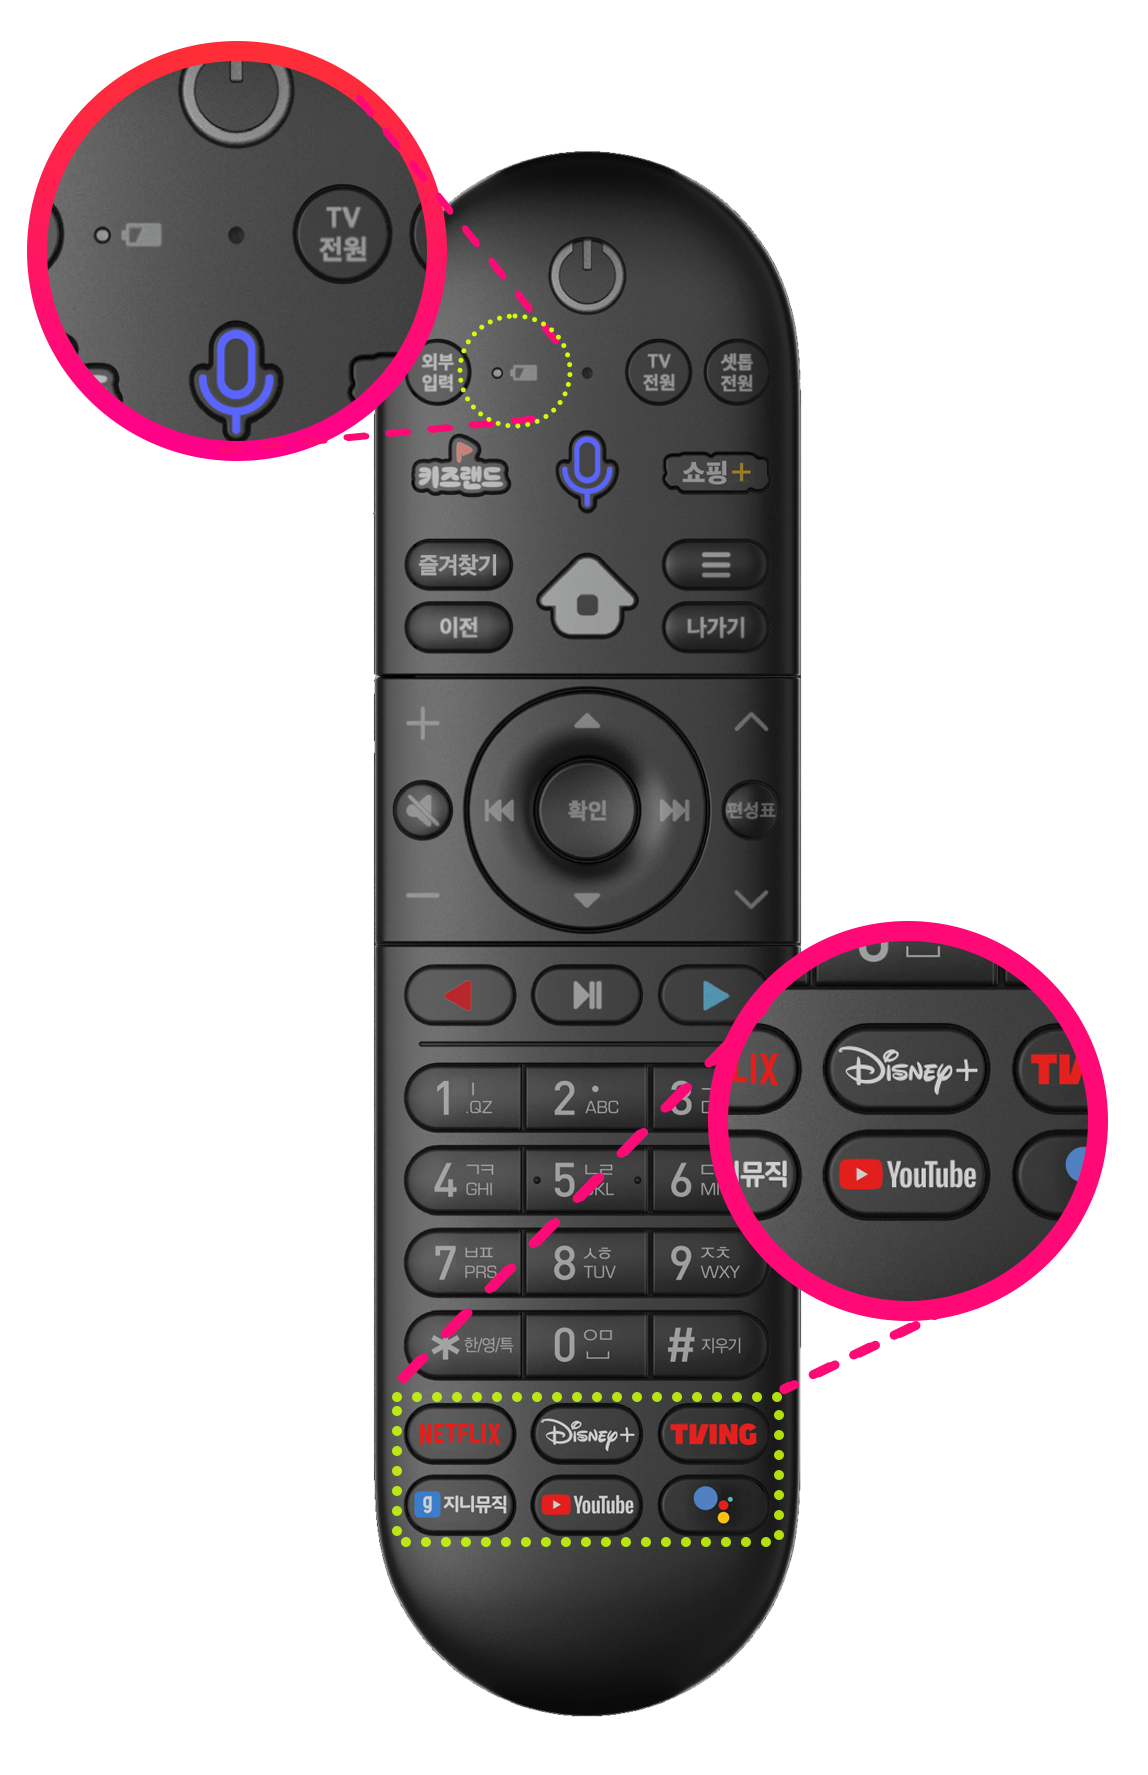 TV
전원
외부
입력
TV
전원
셋톱
전원
키즈랜드
쇼핑+
즐겨찾기
이전
나가기
확인
편성표
1 ㅣ .QZ
2 · ABC
3
4 ㄱㅋ GHI
5 ㄴㄹ JKL
6
7 ㅂㅍ PRS
8 ㅅㅎ TUV
9 ㅈㅊ WXY
* 한/영/특
0 ㅇㅁ
# 지우기
LIX
Disney+
TVI
뮤직
YouTube
NETFLIX
Disney+
TVING
g 지니뮤직
YouTube